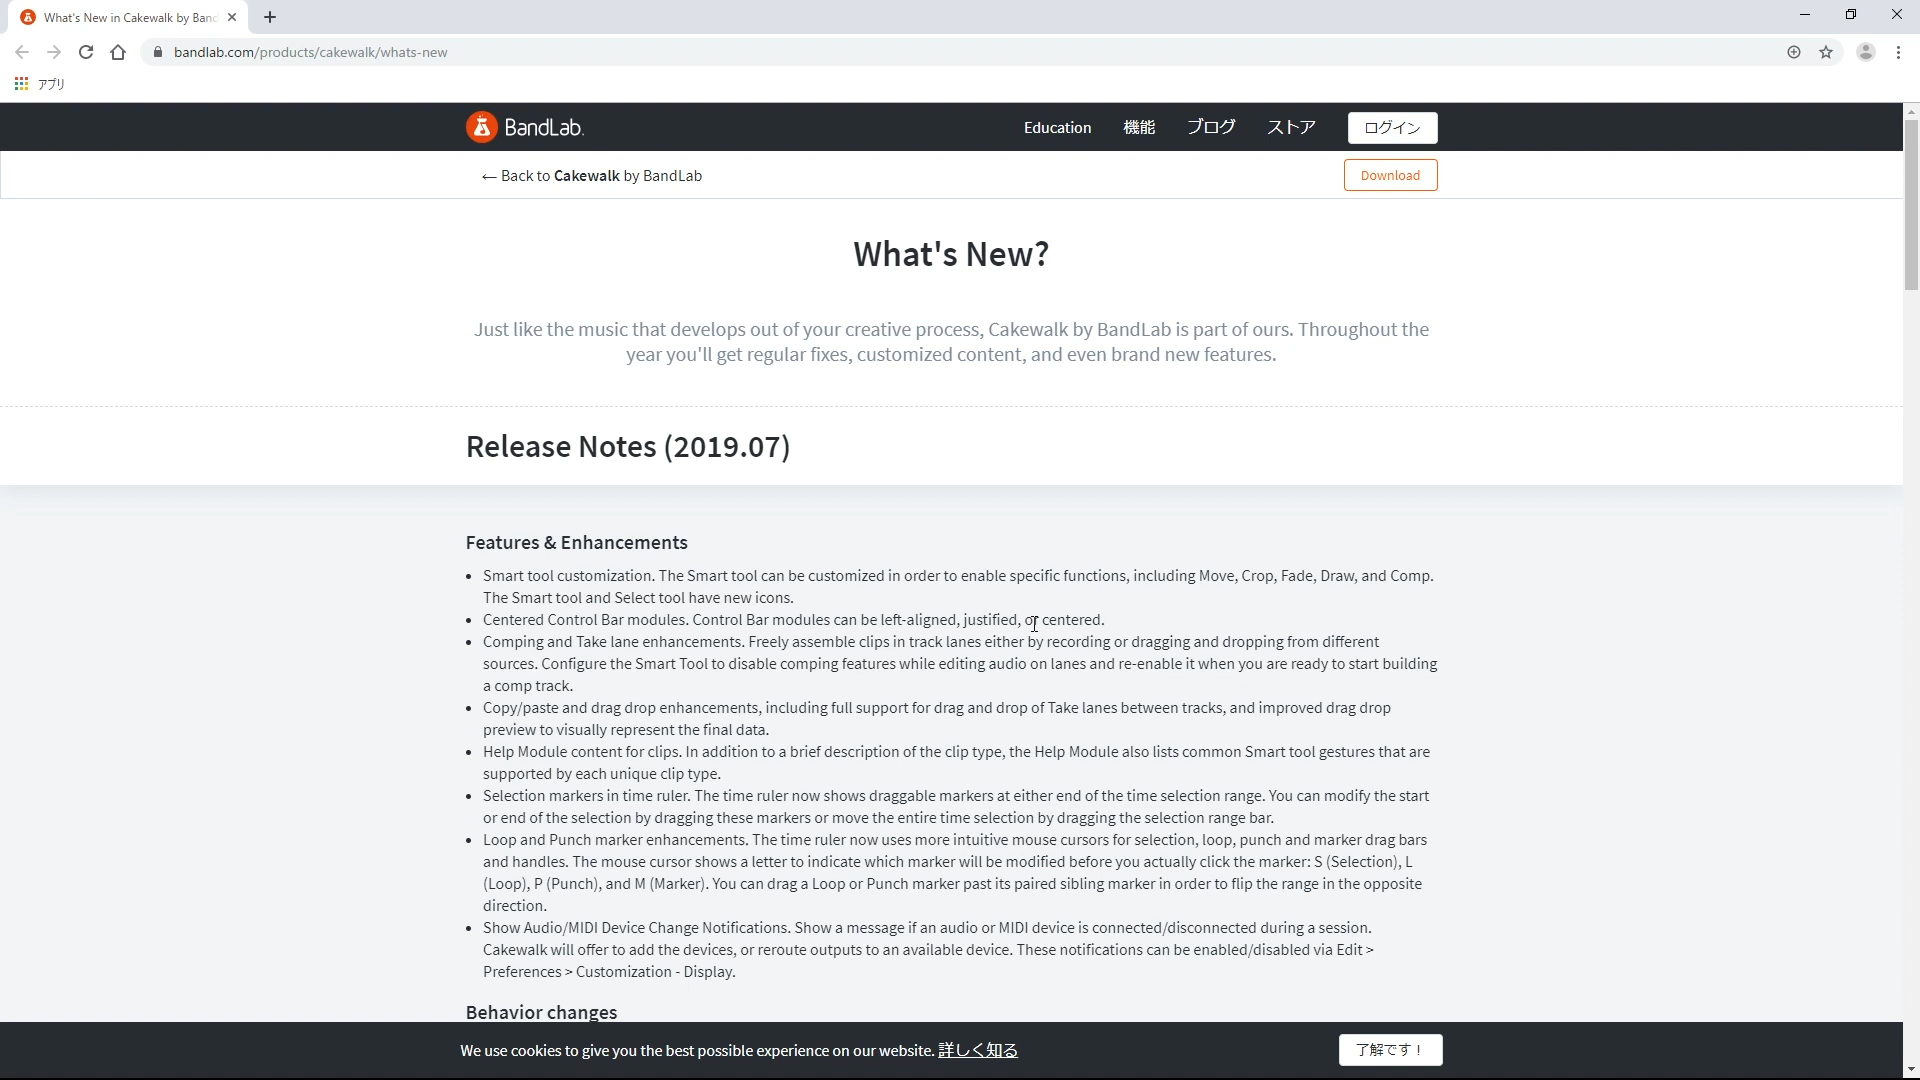 What's New in Cakewalk by Band
bandlab.com/products/cakewalk/whats-new
アプリ
BandLab.
Education
機能
ブログ
ストア
ログイン
← Back to Cakewalk by BandLab
Download
What's New?
Just like the music that develops out of your creative process, Cakewalk by BandLab is part of ours. Throughout the
year you'll get regular fixes, customized content, and even brand new features.
Release Notes (2019.07)
Features & Enhancements
• Smart tool customization. The Smart tool can be customized in order to enable specific functions, including Move, Crop, Fade, Draw, and Comp.
The Smart tool and Select tool have new icons.
• Centered Control Bar modules. Control Bar modules can be left-aligned, justified, or centered.
• Comping and Take lane enhancements. Freely assemble clips in track lanes either by recording or dragging and dropping from different
sources. Configure the Smart Tool to disable comping features while editing audio on lanes and re-enable it when you are ready to start building
a comp track.
• Copy/paste and drag drop enhancements, including full support for drag and drop of Take lanes between tracks, and improved drag drop
preview to visually represent the final data.
• Help Module content for clips. In addition to a brief description of the clip type, the Help Module also lists common Smart tool gestures that are
supported by each unique clip type.
• Selection markers in time ruler. The time ruler now shows draggable markers at either end of the time selection range. You can modify the start
or end of the selection by dragging these markers or move the entire time selection by dragging the selection range bar.
• Loop and Punch marker enhancements. The time ruler now uses more intuitive mouse cursors for selection, loop, punch and marker drag bars
and handles. The mouse cursor shows a letter to indicate which marker will be modified before you actually click the marker: S (Selection), L
(Loop), P (Punch), and M (Marker). You can drag a Loop or Punch marker past its paired sibling marker in order to flip the range in the opposite
direction.
• Show Audio/MIDI Device Change Notifications. Show a message if an audio or MIDI device is connected/disconnected during a session.
Cakewalk will offer to add the devices, or reroute outputs to an available device. These notifications can be enabled/disabled via Edit >
Preferences > Customization - Display.
Behavior changes
We use cookies to give you the best possible experience on our website. 詳しく知る
了解です！